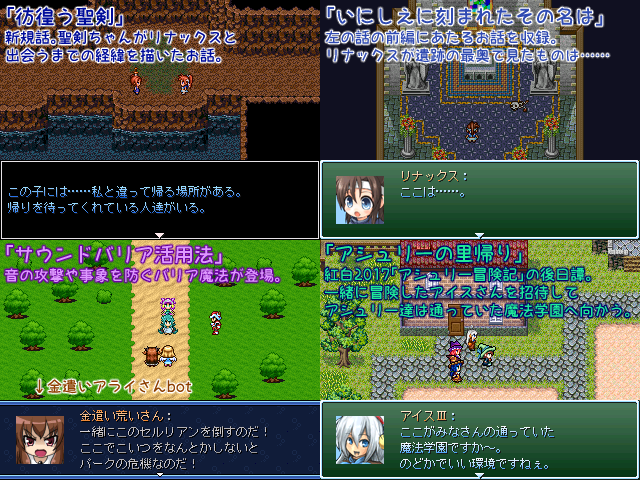 「彷徨う聖剣」
新規話。聖剣ちゃんがリナックスと
出会うまでの経緯を描いたお話。
この子には……私と違って帰る場所がある。
帰りを待ってくれている人達がいる。
「いにしえに刻まれたその名は」
左の話の前編にあたるお話を収録。
リナックスが遺跡の最奥で見たものは……
リナックス：
ここは……。
「サウンドバリア活用法」
音の攻撃や事象を防ぐバリア魔法が登場。
↓金遣いアライさんbot
金遣い荒いさん：
一緒にこのセルリアンを倒すのだ！
ここでこいつをなんとかしないと
パークの危機なのだ！
「アシュリーの里帰り」
紅白2017「アシュリー冒険記」の後日譚。
一緒に冒険したアイスさんを招待して
アシュリー達は通っていた魔法学園へ向かう。
アイスⅢ：
ここがみなさんの通っていた
魔法学園ですか～。
のどかでいい環境ですねぇ。